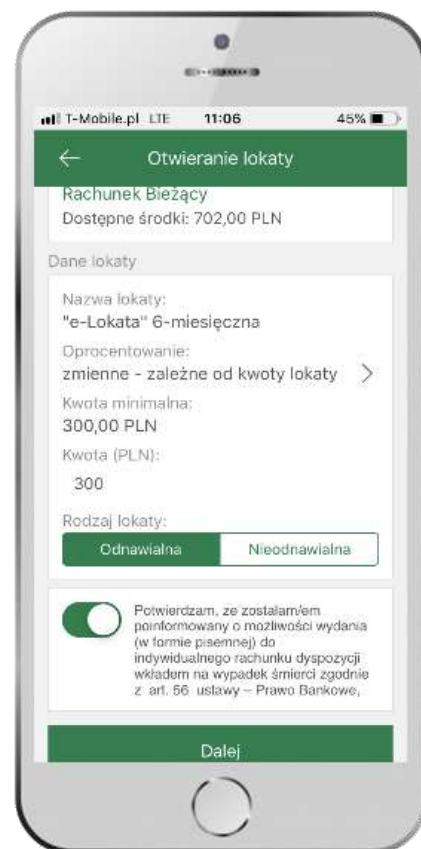 T-Mobile.pl LTE 11:06 45%
Otwieranie lokaty
Rachunek Bieżący
Dostępne środki: 702,00 PLN
Dane lokaty
Nazwa lokaty:
"e-Lokata" 6-miesięczna
Oprocentowanie:
zmienne - zależne od kwoty lokaty
Kwota minimalna:
300,00 PLN
Kwota (PLN):
300
Rodzaj lokaty:
Odnawialna Nieodnawialna
Potwierdzam, że zostałam/em
poinformowany o możliwości wydania
(w formie pisemnej) do
indywidualnego rachunku dyspozycji
wkładem na wypadek śmierci zgodnie
z art. 56 ustawy – Prawo Bankowe,
Dalej